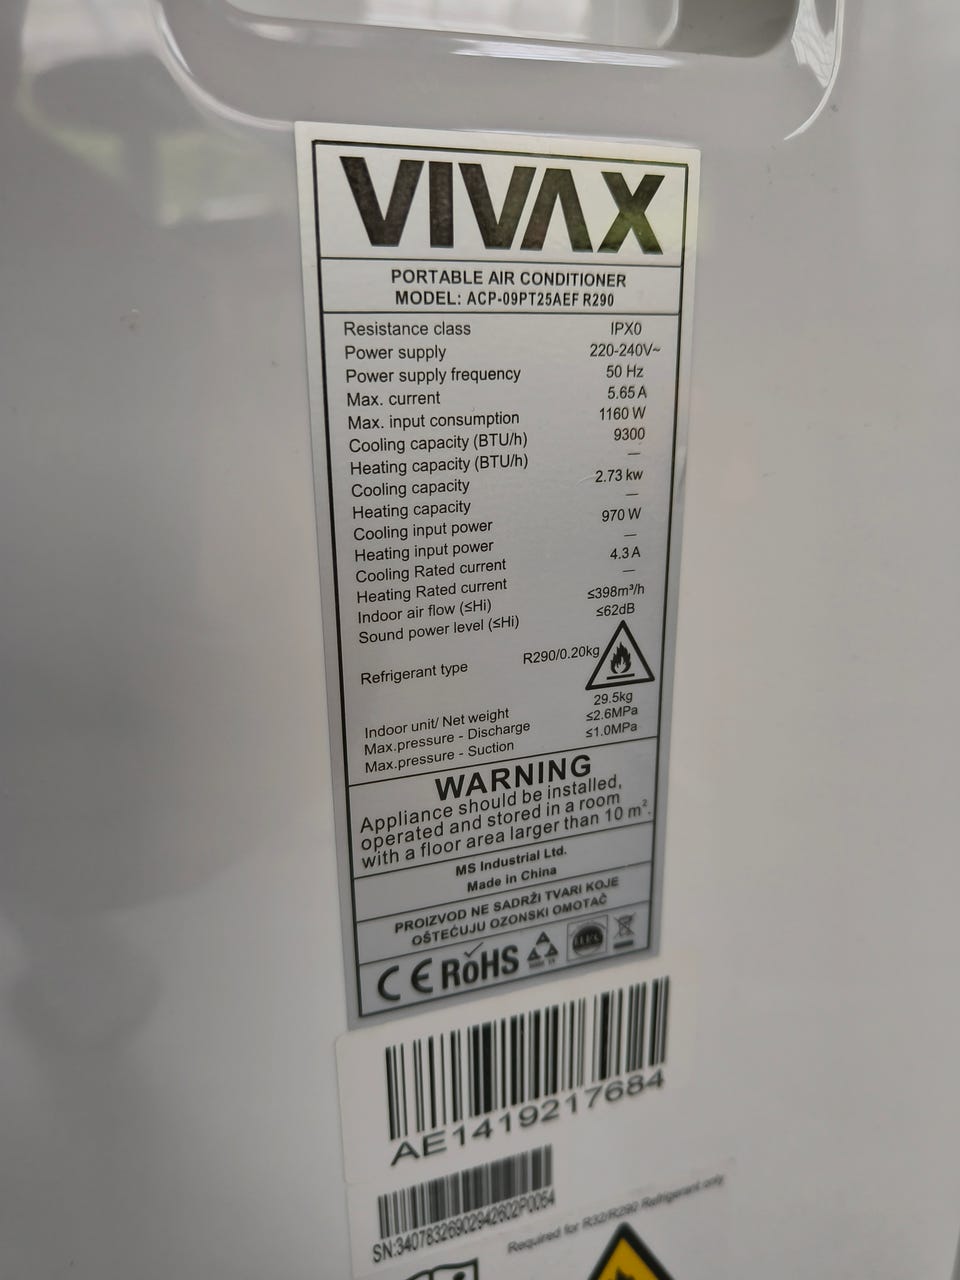 VIVAX
PORTABLE AIR CONDITIONER
MODEL: ACP-09PT25AEF R290
Resistance class IPX0
Power supply 220-240V~
Power supply frequency 50 Hz
Max. current 5.65 A
Max. input consumption 1160 W
Cooling capacity (BTU/h) 9300
Heating capacity (BTU/h) —
Cooling capacity 2.73 kw
Heating capacity —
Cooling input power 970 W
Heating input power —
Cooling Rated current 4.3 A
Heating Rated current —
Indoor air flow (≤Hi) ≤398m³/h
Sound power level (≤Hi) ≤62dB
Refrigerant type R290/0.20kg
Indoor unit/ Net weight 29.5kg
Max.pressure - Discharge ≤2.6MPa
Max.pressure - Suction ≤1.0MPa
WARNING
Appliance should be installed,
operated and stored in a room
with a floor area larger than 10 m².
MS Industrial Ltd.
Made in China
PROIZVOD NE SADRŽI TVARI KOJE
OŠTEĆUJU OZONSKI OMOTAČ
CE RoHS
AE1419217684
SN:34078326902942602P0064
Required for R32/R290 Refrigerant only